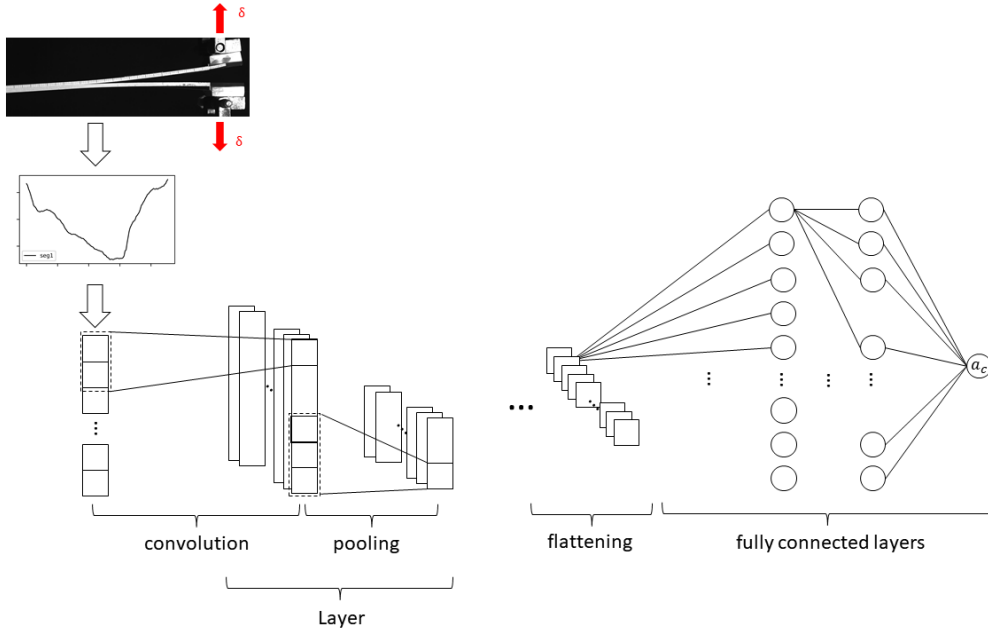 δ
δ
seg1
a_c
convolution
pooling
flattening
fully connected layers
Layer